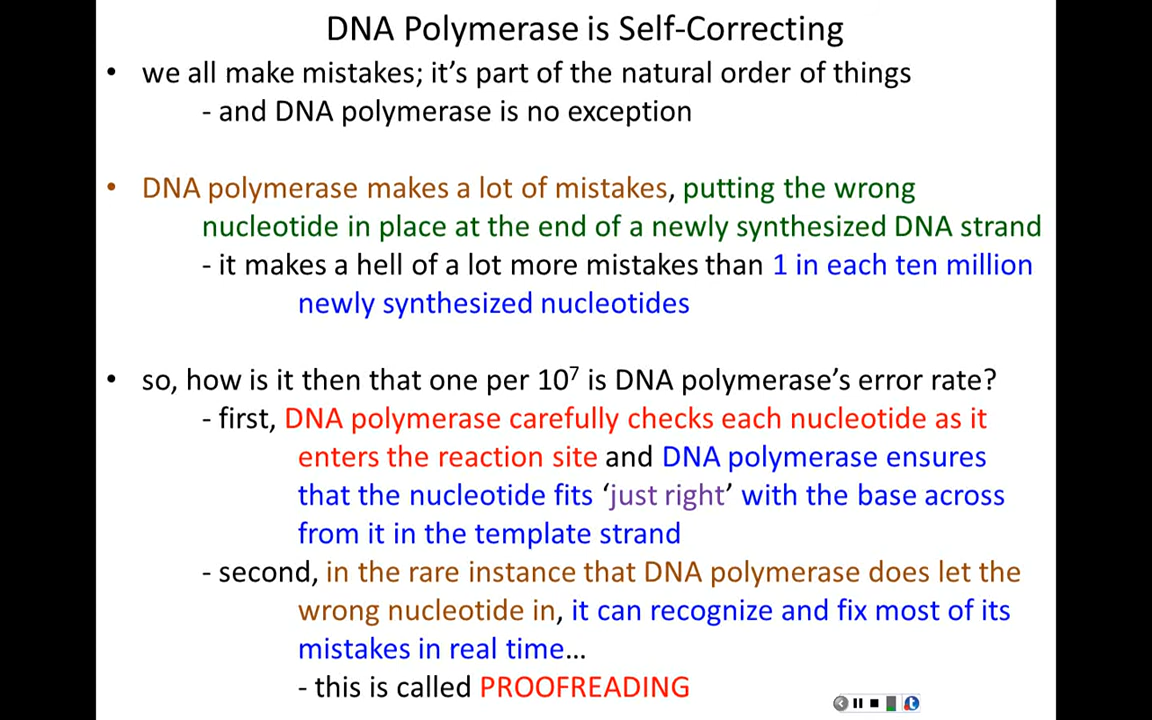 DNA Polymerase is Self-Correcting
• we all make mistakes; it’s part of the natural order of things
- and DNA polymerase is no exception
• DNA polymerase makes a lot of mistakes, putting the wrong
nucleotide in place at the end of a newly synthesized DNA strand
- it makes a hell of a lot more mistakes than 1 in each ten million
newly synthesized nucleotides
• so, how is it then that one per 10⁷ is DNA polymerase’s error rate?
- first, DNA polymerase carefully checks each nucleotide as it
enters the reaction site and DNA polymerase ensures
that the nucleotide fits ‘just right’ with the base across
from it in the template strand
- second, in the rare instance that DNA polymerase does let the
wrong nucleotide in, it can recognize and fix most of its
mistakes in real time…
- this is called PROOFREADING